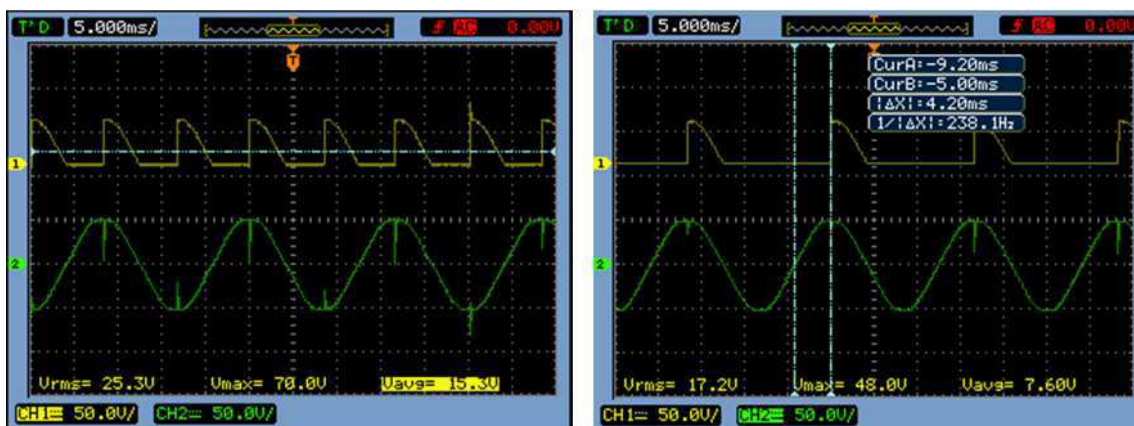 T'D 5.000ms/ T AC 0.00V
T
1
2
Vrms= 25.3V Vmax= 70.0V Vavg= 15.3V
CH1 50.0V/ CH2 50.0V/
T'D 5.000ms/ T AC 0.00V
T
CurA:-9.20ms
CurB:-5.00ms
|ΔX|:4.20ms
1/|ΔX|:238.1Hz
1
2
Vrms= 17.2V Vmax= 48.0V Vavg= 7.60V
CH1 50.0V/ CH2 50.0V/